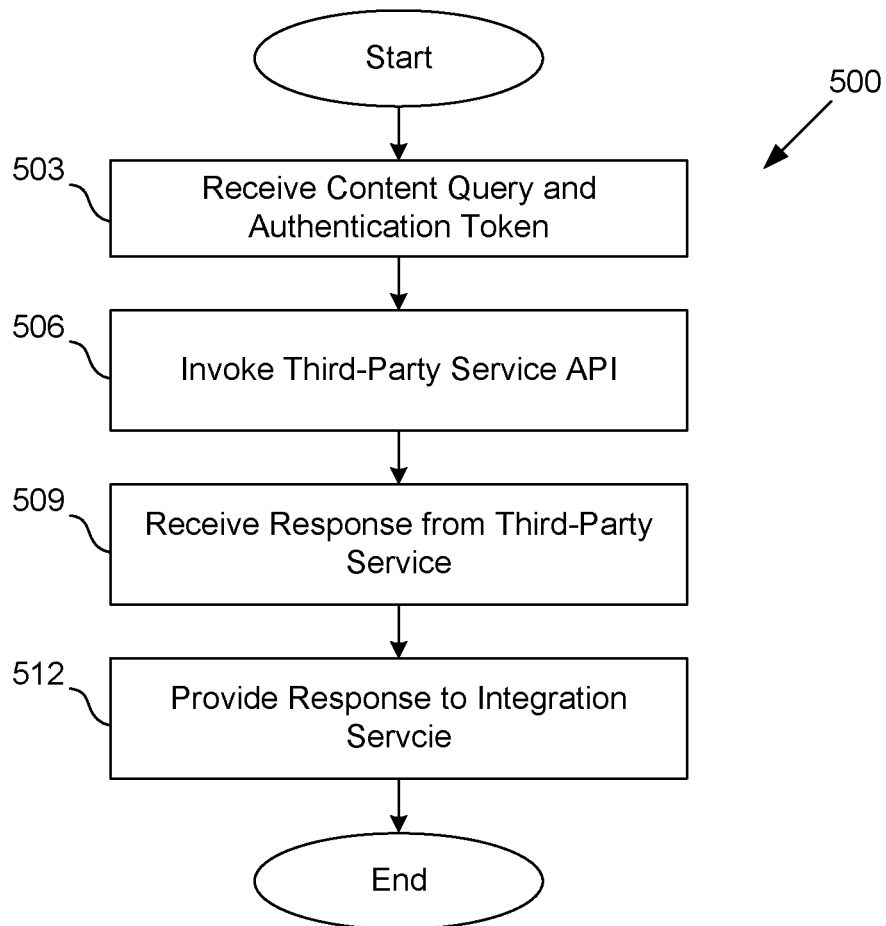 Start
500
503
Receive Content Query and
Authentication Token
506
Invoke Third-Party Service API
509
Receive Response from Third-Party
Service
512
Provide Response to Integration
Servcie
End